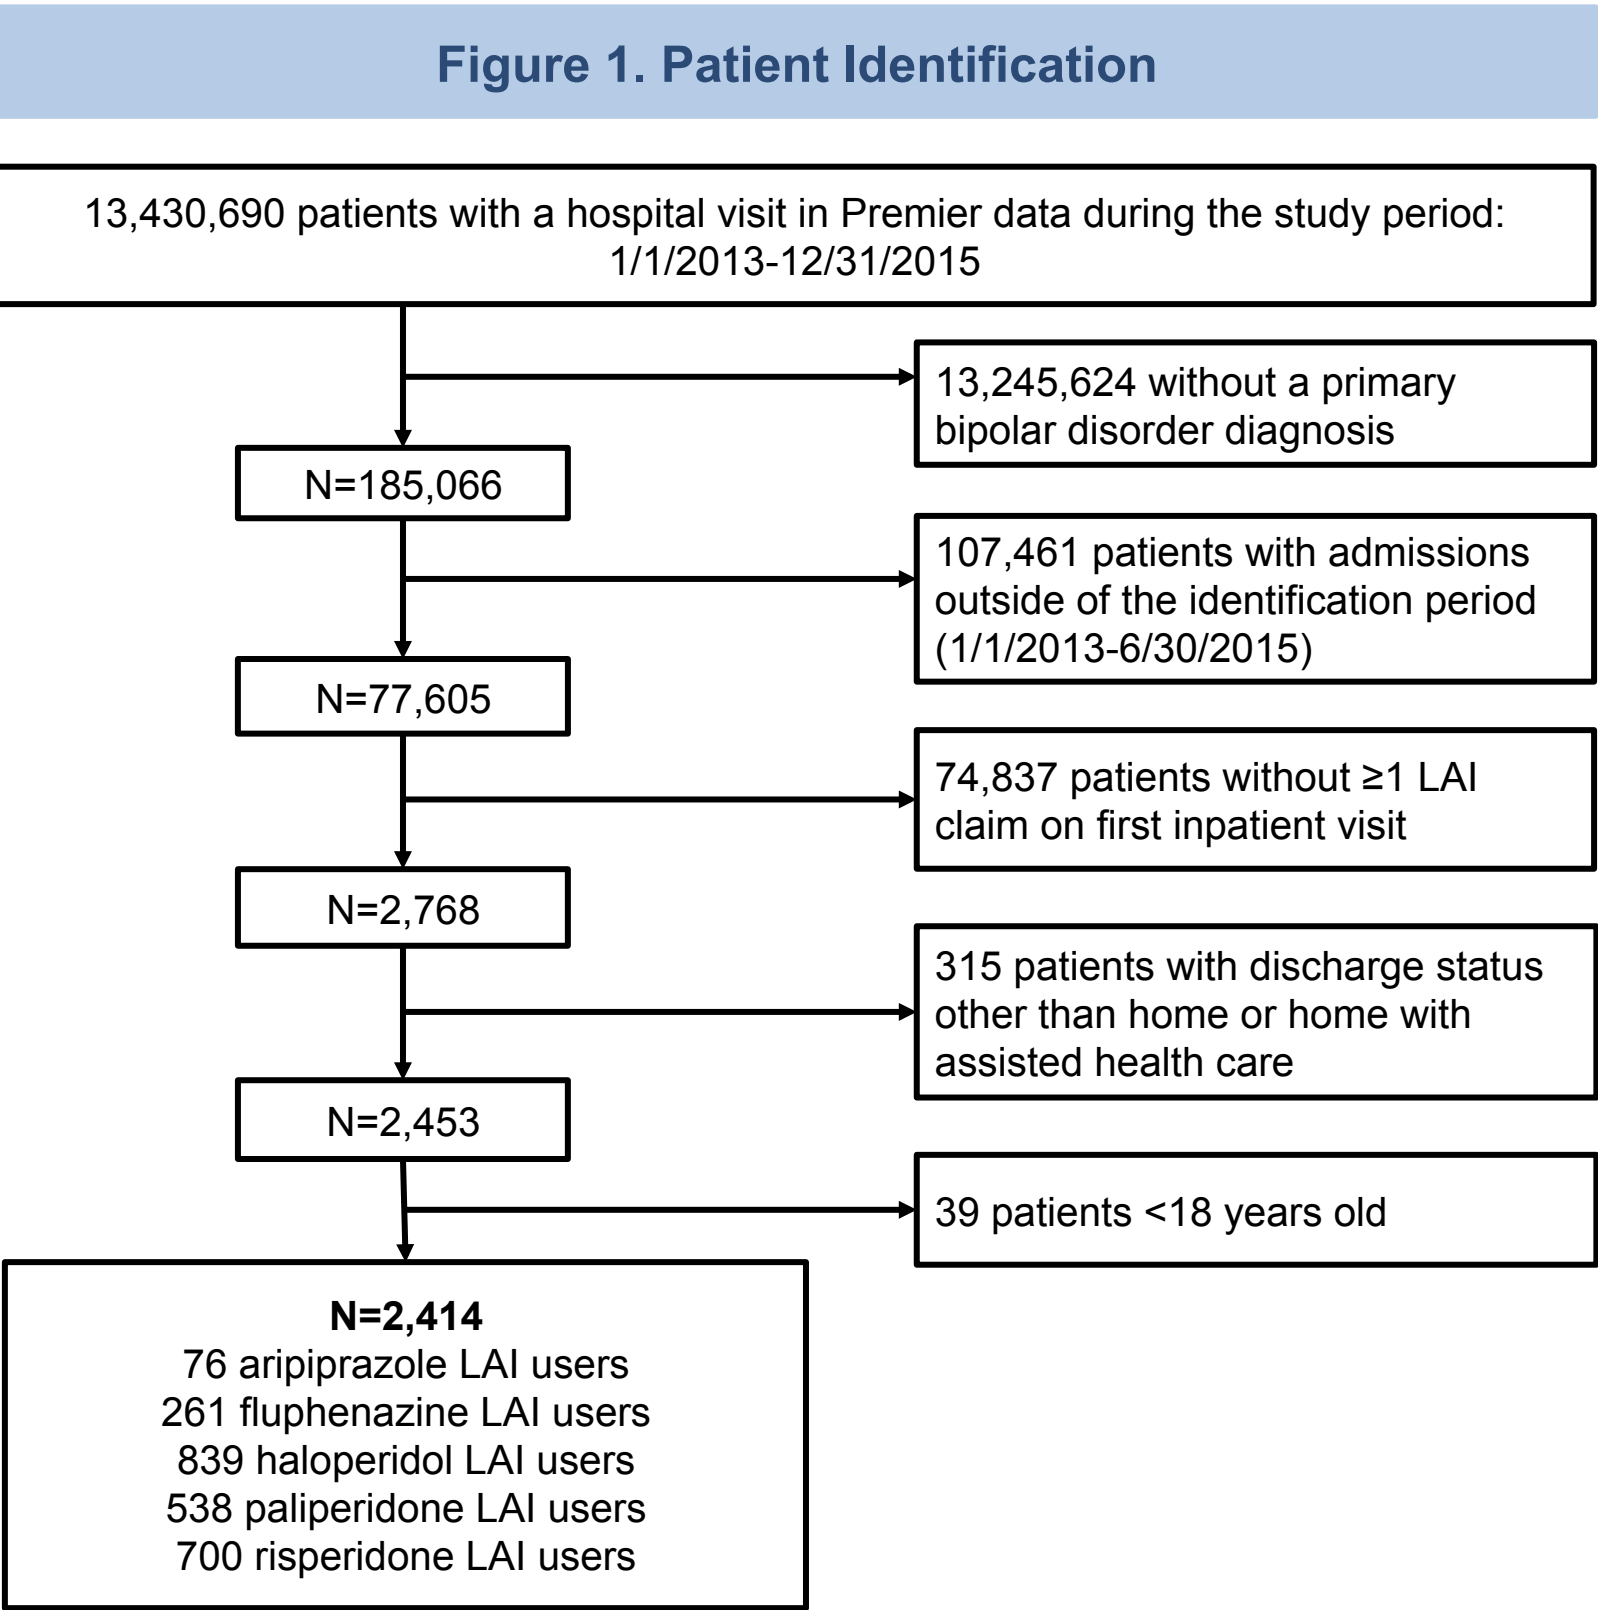 Figure 1. Patient Identification
13,430,690 patients with a hospital visit in Premier data during the study period:
1/1/2013-12/31/2015
13,245,624 without a primary
bipolar disorder diagnosis
N=185,066
107,461 patients with admissions
outside of the identification period
(1/1/2013-6/30/2015)
N=77,605
74,837 patients without ≥1 LAI
claim on first inpatient visit
N=2,768
315 patients with discharge status
other than home or home with
assisted health care
N=2,453
39 patients <18 years old
N=2,414
76 aripiprazole LAI users
261 fluphenazine LAI users
839 haloperidol LAI users
538 paliperidone LAI users
700 risperidone LAI users